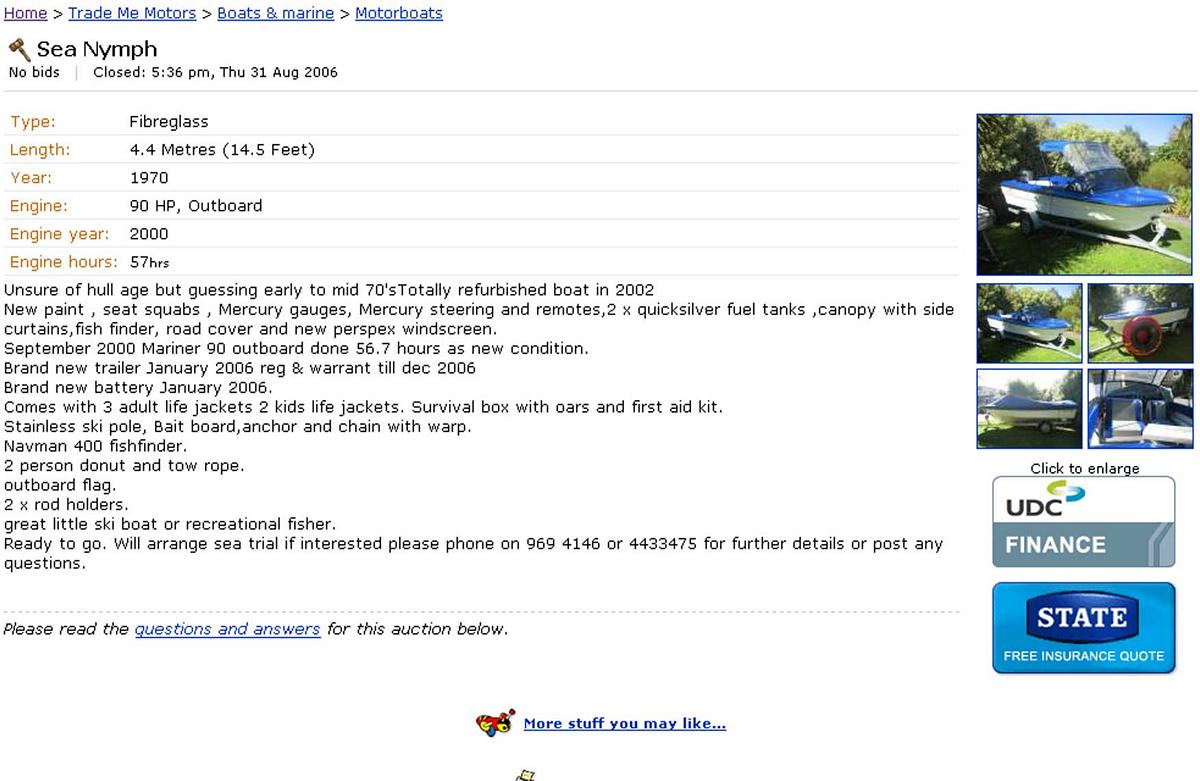 Home > Trade Me Motors > Boats & marine > Motorboats
Sea Nymph
No bids | Closed: 5:36 pm, Thu 31 Aug 2006
Type: Fibreglass
Length: 4.4 Metres (14.5 Feet)
Year: 1970
Engine: 90 HP, Outboard
Engine year: 2000
Engine hours: 57hrs
Unsure of hull age but guessing early to mid 70'sTotally refurbished boat in 2002
New paint , seat squabs , Mercury gauges, Mercury steering and remotes,2 x quicksilver fuel tanks ,canopy with side
curtains,fish finder, road cover and new perspex windscreen.
September 2000 Mariner 90 outboard done 56.7 hours as new condition.
Brand new trailer January 2006 reg & warrant till dec 2006
Brand new battery January 2006.
Comes with 3 adult life jackets 2 kids life jackets. Survival box with oars and first aid kit.
Stainless ski pole, Bait board,anchor and chain with warp.
Navman 400 fishfinder.
2 person donut and tow rope.
outboard flag.
2 x rod holders.
great little ski boat or recreational fisher.
Ready to go. Will arrange sea trial if interested please phone on 969 4146 or 4433475 for further details or post any
questions.
Please read the questions and answers for this auction below.
Click to enlarge
UDC
FINANCE
STATE
FREE INSURANCE QUOTE
More stuff you may like...